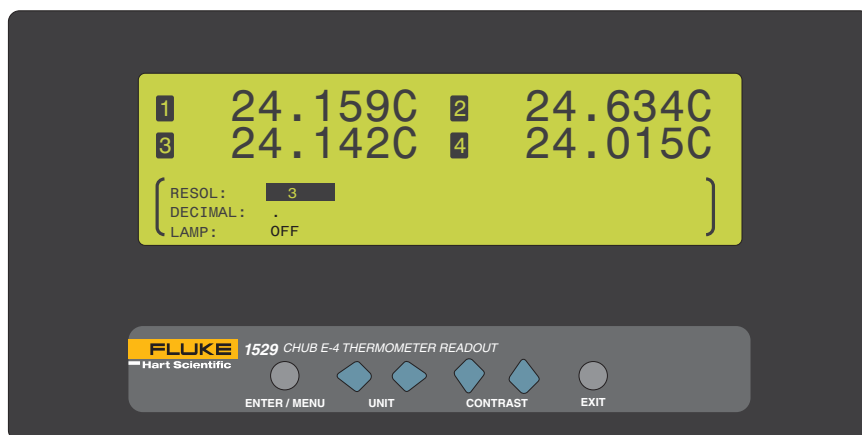 1 24.159C 2 24.634C
3 24.142C 4 24.015C
RESOL: 3
DECIMAL: .
LAMP: OFF
FLUKE
Hart Scientific
1529 CHUB E-4 THERMOMETER READOUT
ENTER / MENU UNIT CONTRAST EXIT